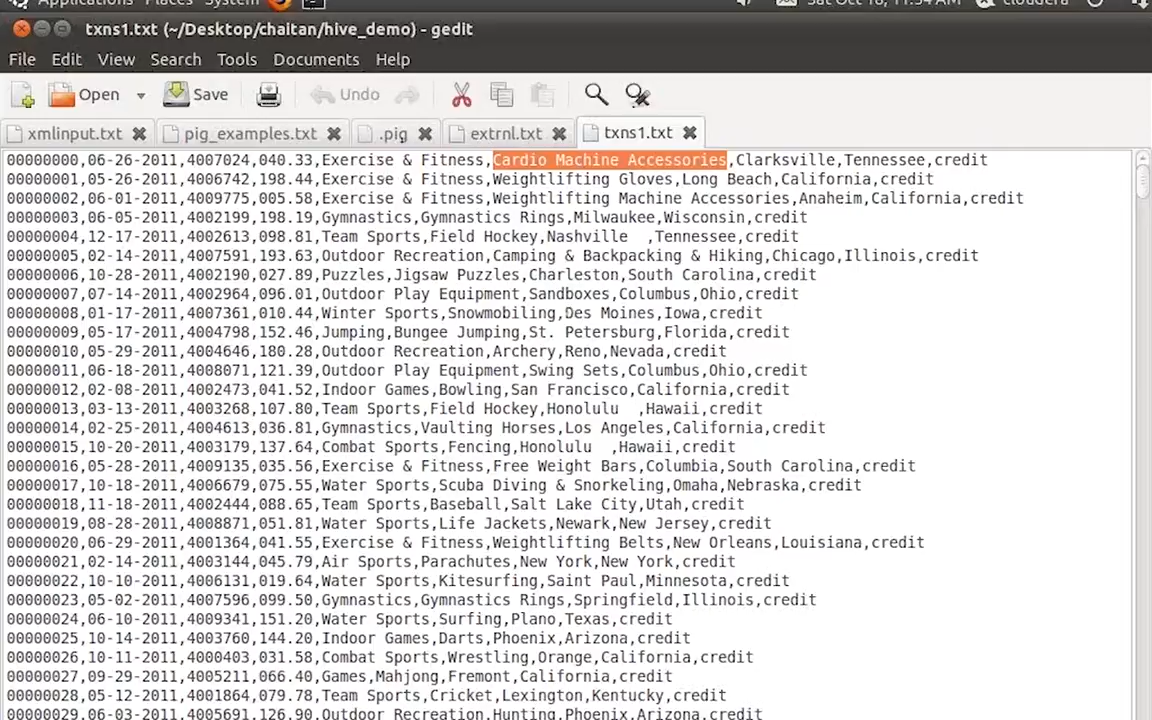 Applications Places System Sat Oct 18, 11:54 AM cloudera
txns1.txt (~/Desktop/chaitan/hive_demo) - gedit
File Edit View Search Tools Documents Help
Open Save Undo
xmlinput.txt pig_examples.txt .pig extrnl.txt txns1.txt
00000000,06-26-2011,4007024,040.33,Exercise & Fitness,Cardio Machine Accessories,Clarksville,Tennessee,credit
00000001,05-26-2011,4006742,198.44,Exercise & Fitness,Weightlifting Gloves,Long Beach,California,credit
00000002,06-01-2011,4009775,005.58,Exercise & Fitness,Weightlifting Machine Accessories,Anaheim,California,credit
00000003,06-05-2011,4002199,198.19,Gymnastics,Gymnastics Rings,Milwaukee,Wisconsin,credit
00000004,12-17-2011,4002613,098.81,Team Sports,Field Hockey,Nashville  ,Tennessee,credit
00000005,02-14-2011,4007591,193.63,Outdoor Recreation,Camping & Backpacking & Hiking,Chicago,Illinois,credit
00000006,10-28-2011,4002190,027.89,Puzzles,Jigsaw Puzzles,Charleston,South Carolina,credit
00000007,07-14-2011,4002964,096.01,Outdoor Play Equipment,Sandboxes,Columbus,Ohio,credit
00000008,01-17-2011,4007361,010.44,Winter Sports,Snowmobiling,Des Moines,Iowa,credit
00000009,05-17-2011,4004798,152.46,Jumping,Bungee Jumping,St. Petersburg,Florida,credit
00000010,05-29-2011,4004646,180.28,Outdoor Recreation,Archery,Reno,Nevada,credit
00000011,06-18-2011,4008071,121.39,Outdoor Play Equipment,Swing Sets,Columbus,Ohio,credit
00000012,02-08-2011,4002473,041.52,Indoor Games,Bowling,San Francisco,California,credit
00000013,03-13-2011,4003268,107.80,Team Sports,Field Hockey,Honolulu  ,Hawaii,credit
00000014,02-25-2011,4004613,036.81,Gymnastics,Vaulting Horses,Los Angeles,California,credit
00000015,10-20-2011,4003179,137.64,Combat Sports,Fencing,Honolulu  ,Hawaii,credit
00000016,05-28-2011,4009135,035.56,Exercise & Fitness,Free Weight Bars,Columbia,South Carolina,credit
00000017,10-18-2011,4006679,075.55,Water Sports,Scuba Diving & Snorkeling,Omaha,Nebraska,credit
00000018,11-18-2011,4002444,088.65,Team Sports,Baseball,Salt Lake City,Utah,credit
00000019,08-28-2011,4008871,051.81,Water Sports,Life Jackets,Newark,New Jersey,credit
00000020,06-29-2011,4001364,041.55,Exercise & Fitness,Weightlifting Belts,New Orleans,Louisiana,credit
00000021,02-14-2011,4003144,045.79,Air Sports,Parachutes,New York,New York,credit
00000022,10-10-2011,4006131,019.64,Water Sports,Kitesurfing,Saint Paul,Minnesota,credit
00000023,05-02-2011,4007596,099.50,Gymnastics,Gymnastics Rings,Springfield,Illinois,credit
00000024,06-10-2011,4009341,151.20,Water Sports,Surfing,Plano,Texas,credit
00000025,10-14-2011,4003760,144.20,Indoor Games,Darts,Phoenix,Arizona,credit
00000026,10-11-2011,4000403,031.58,Combat Sports,Wrestling,Orange,California,credit
00000027,09-29-2011,4005211,066.40,Games,Mahjong,Fremont,California,credit
00000028,05-12-2011,4001864,079.78,Team Sports,Cricket,Lexington,Kentucky,credit
00000029,06-03-2011,4005691,126.90,Outdoor Recreation,Hunting,Phoenix,Arizona,credit